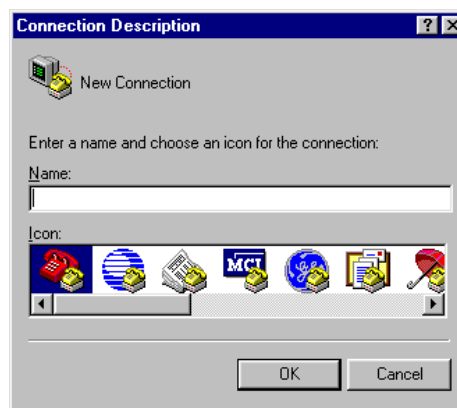 Connection Description
New Connection
Enter a name and choose an icon for the connection:
Name:
Icon:
MCI
OK Cancel